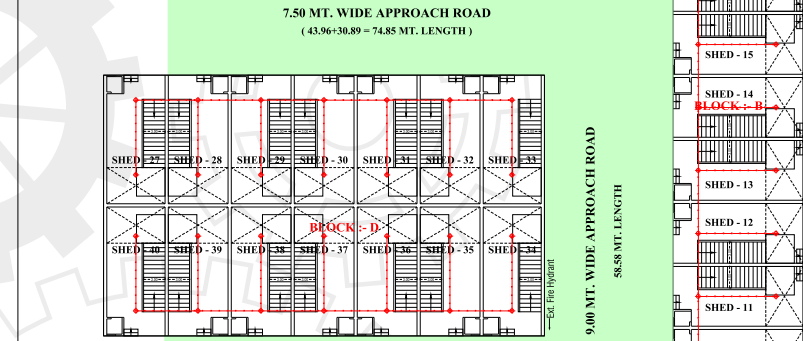 7.50 MT. WIDE APPROACH ROAD
( 43.96+30.89 = 74.85 MT. LENGTH )
SHED - 15
SHED - 14
BLOCK :- B
SHED - 27
SHED - 28
SHED - 29
SHED - 30
SHED - 31
SHED - 32
SHED - 33
SHED - 13
BLOCK :- D
SHED - 40
SHED - 39
SHED - 38
SHED - 37
SHED - 36
SHED - 35
SHED - 34
9.00 MT. WIDE APPROACH ROAD
58.58 MT. LENGTH
SHED - 12
Ext. Fire Hydrant
SHED - 11